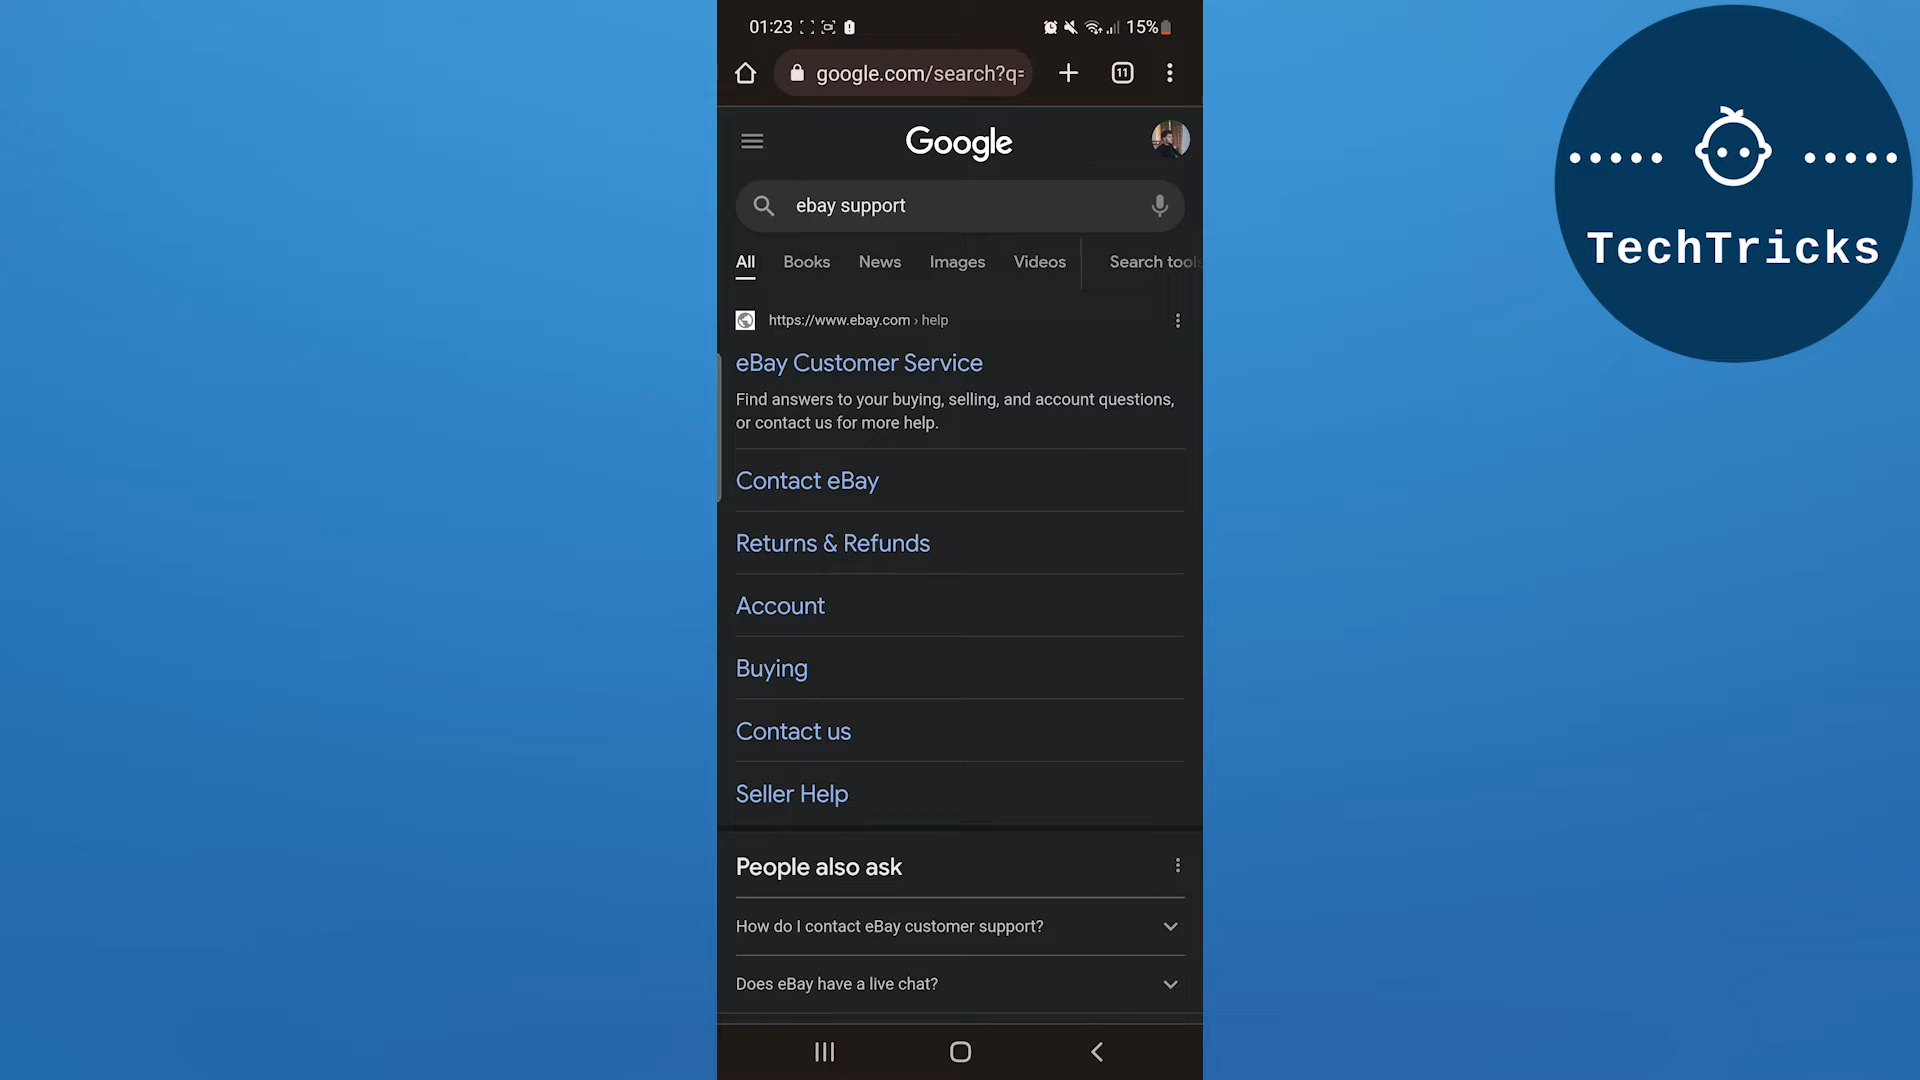 01:23 15%
google.com/search?q=
11
Google
ebay support
All Books News Images Videos Search tools
https://www.ebay.com › help
eBay Customer Service
Find answers to your buying, selling, and account questions,
or contact us for more help.
Contact eBay
Returns & Refunds
Account
Buying
Contact us
Seller Help
People also ask
How do I contact eBay customer support?
Does eBay have a live chat?
TechTricks